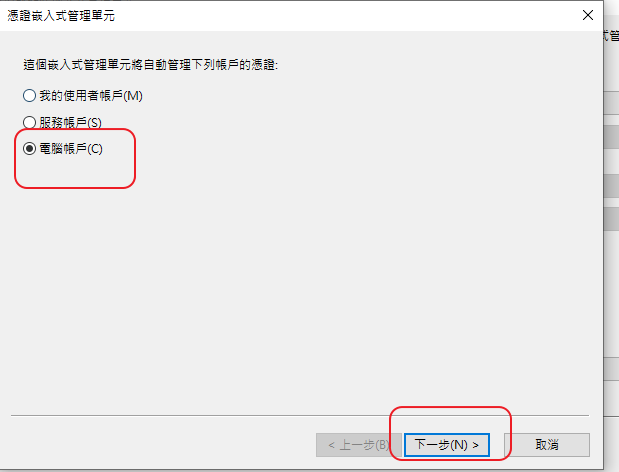 憑證嵌入式管理單元
式管
這個嵌入式管理單元將自動管理下列帳戶的憑證:
我的使用者帳戶(M)
服務帳戶(S)
電腦帳戶(C)
< 上一步(B) 下一步(N) > 取消